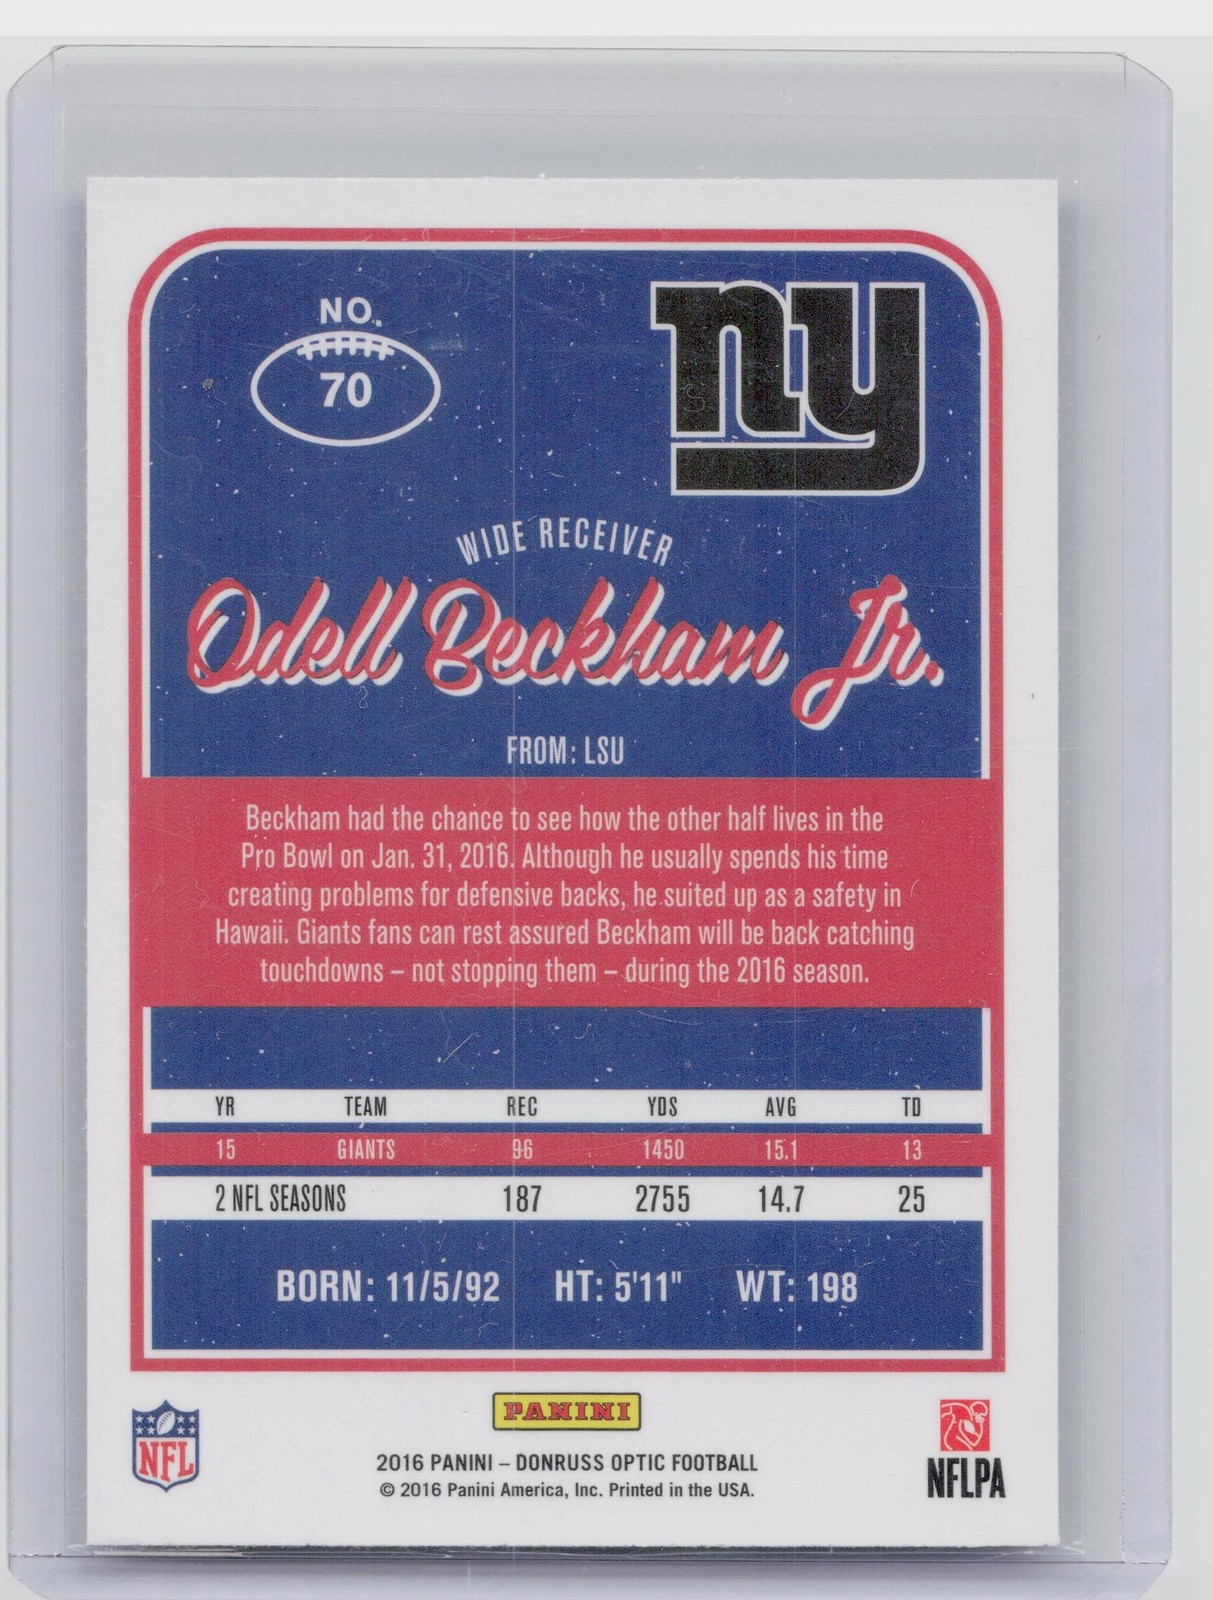 NO.
70
ny
WIDE RECEIVER
Odell Beckham Jr.
FROM: LSU
Beckham had the chance to see how the other half lives in the
Pro Bowl on Jan. 31, 2016. Although he usually spends his time
creating problems for defensive backs, he suited up as a safety in
Hawaii. Giants fans can rest assured Beckham will be back catching
touchdowns – not stopping them – during the 2016 season.
YR TEAM REC YDS AVG TD
15 GIANTS 96 1450 15.1 13
2 NFL SEASONS 187 2755 14.7 25
BORN: 11/5/92 HT: 5'11" WT: 198
NFL
PANINI
2016 PANINI – DONRUSS OPTIC FOOTBALL
© 2016 Panini America, Inc. Printed in the USA.
NFLPA